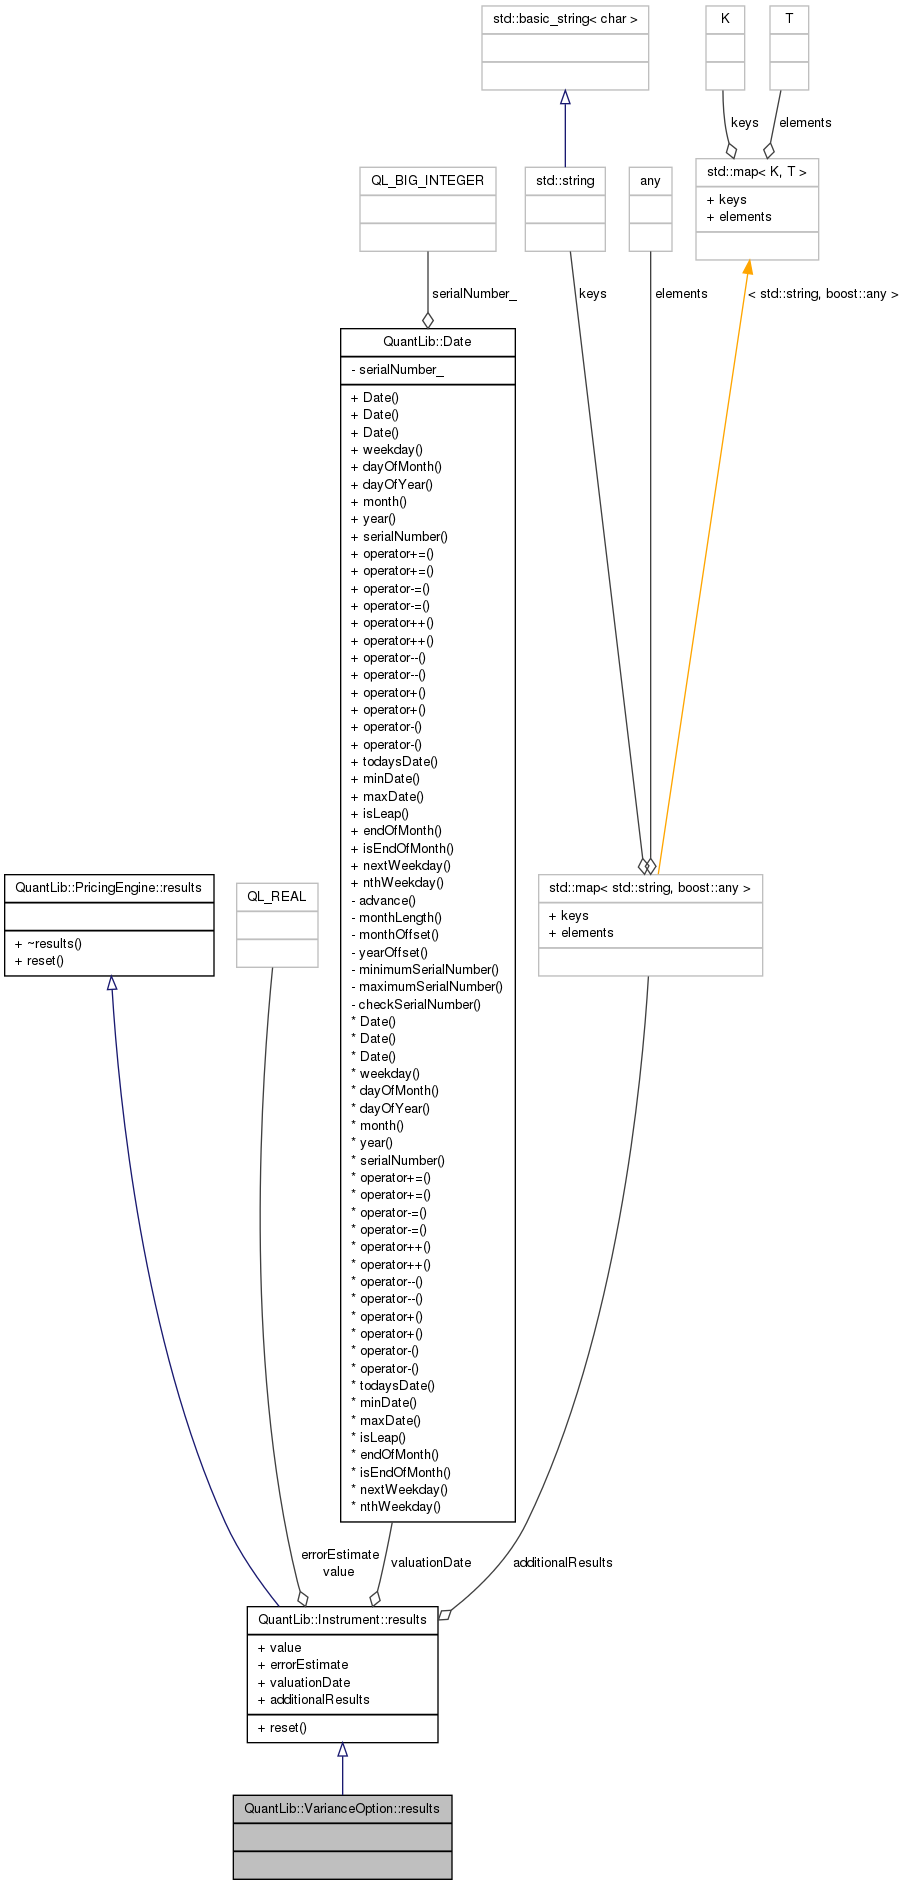 std::basic_string< char >
K
T
keys
elements
QL_BIG_INTEGER
std::string
any
std::map< K, T >
+ keys
+ elements
serialNumber_
keys
elements
< std::string, boost::any >
QuantLib::Date
- serialNumber_
+ Date()
+ Date()
+ Date()
+ weekday()
+ dayOfMonth()
+ dayOfYear()
+ month()
+ year()
+ serialNumber()
+ operator+=()
+ operator+=()
+ operator-=()
+ operator-=()
+ operator++()
+ operator++()
+ operator--()
+ operator--()
+ operator+()
+ operator+()
+ operator-()
+ operator-()
+ todaysDate()
+ minDate()
+ maxDate()
+ isLeap()
+ endOfMonth()
+ isEndOfMonth()
+ nextWeekday()
+ nthWeekday()
- advance()
- monthLength()
- monthOffset()
- yearOffset()
- minimumSerialNumber()
- maximumSerialNumber()
- checkSerialNumber()
* Date()
* Date()
* Date()
* weekday()
* dayOfMonth()
* dayOfYear()
* month()
* year()
* serialNumber()
* operator+=()
* operator+=()
* operator-=()
* operator-=()
* operator++()
* operator++()
* operator--()
* operator--()
* operator+()
* operator+()
* operator-()
* operator-()
* todaysDate()
* minDate()
* maxDate()
* isLeap()
* endOfMonth()
* isEndOfMonth()
* nextWeekday()
* nthWeekday()
QuantLib::PricingEngine::results
+ ~results()
+ reset()
QL_REAL
std::map< std::string, boost::any >
+ keys
+ elements
errorEstimate
value
valuationDate
additionalResults
QuantLib::Instrument::results
+ value
+ errorEstimate
+ valuationDate
+ additionalResults
+ reset()
QuantLib::VarianceOption::results